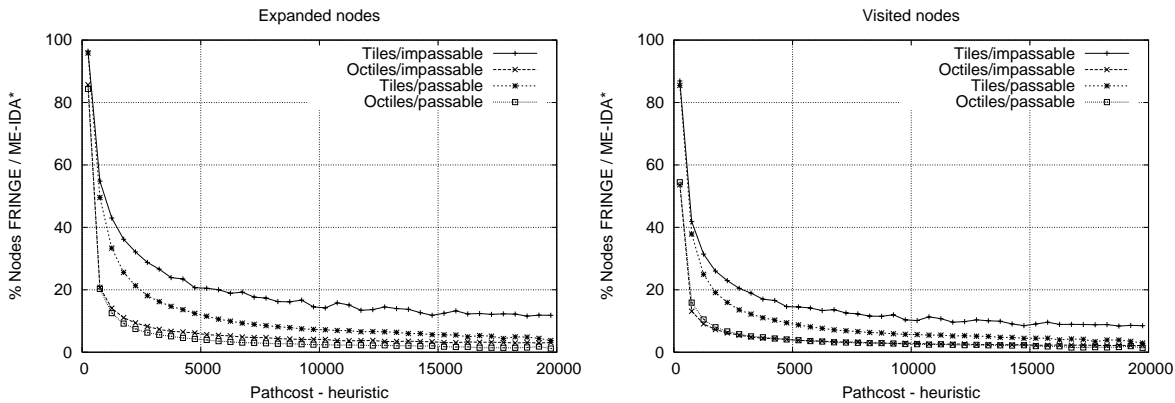 Expanded nodes
% Nodes FRINGE / ME-IDA*
100
80
60
40
20
0
0 5000 10000 15000 20000
Pathcost - heuristic
Tiles/impassable
Octiles/impassable
Tiles/passable
Octiles/passable
Visited nodes
% Nodes FRINGE / ME-IDA*
100
80
60
40
20
0
0 5000 10000 15000 20000
Pathcost - heuristic
Tiles/impassable
Octiles/impassable
Tiles/passable
Octiles/passable